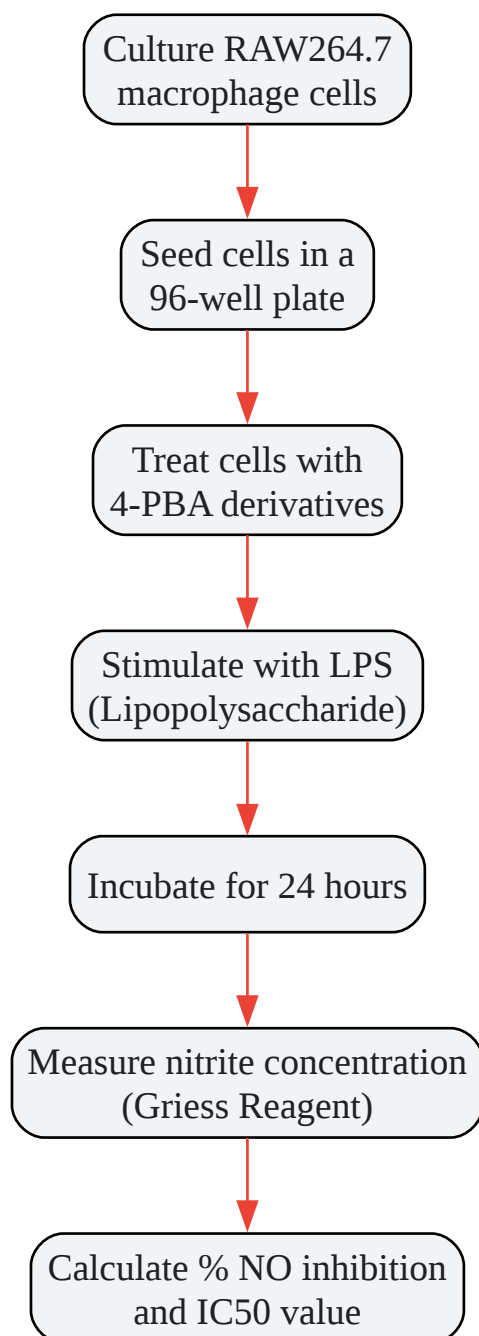 Culture RAW264.7
macrophage cells
Seed cells in a
96-well plate
Treat cells with
4-PBA derivatives
Stimulate with LPS
(Lipopolysaccharide)
Incubate for 24 hours
Measure nitrite concentration
(Griess Reagent)
Calculate % NO inhibition
and IC50 value